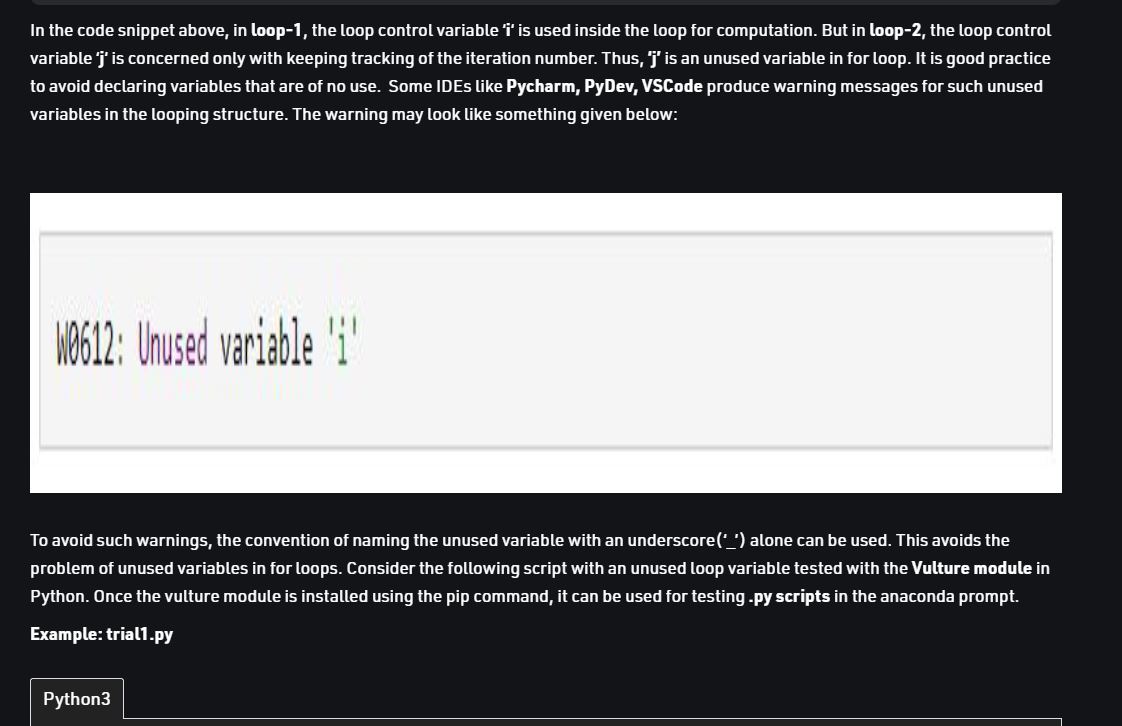 In the code snippet above, in loop-1, the loop control variable 'i' is used inside the loop for computation. But in loop-2, the loop control
variable 'j' is concerned only with keeping tracking of the iteration number. Thus, 'j' is an unused variable in for loop. It is good practice
to avoid declaring variables that are of no use. Some IDEs like Pycharm, PyDev, VSCode produce warning messages for such unused
variables in the looping structure. The warning may look like something given below:
W0612: Unused variable 'i'
To avoid such warnings, the convention of naming the unused variable with an underscore('_') alone can be used. This avoids the
problem of unused variables in for loops. Consider the following script with an unused loop variable tested with the Vulture module in
Python. Once the vulture module is installed using the pip command, it can be used for testing .py scripts in the anaconda prompt.
Example: trial1.py
Python3